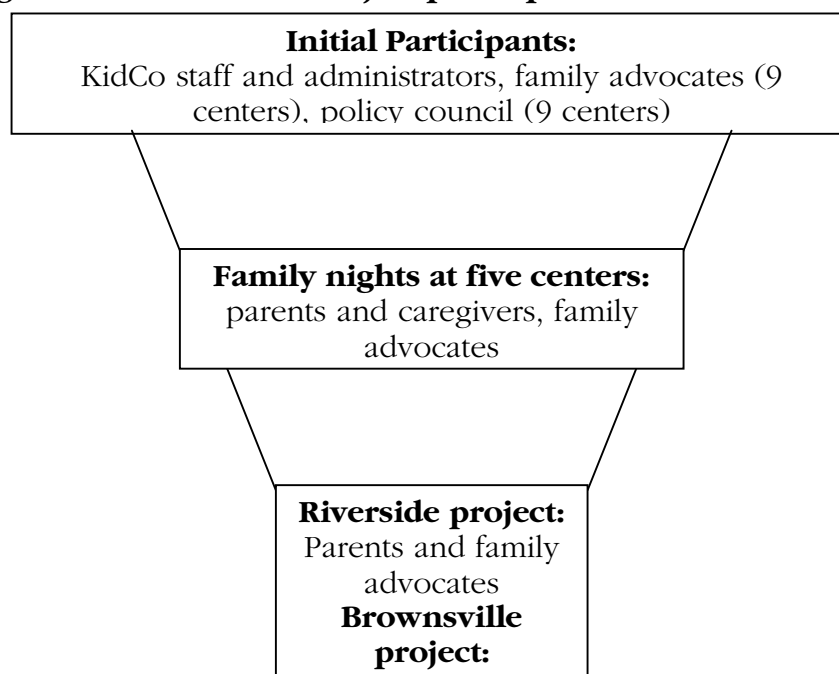 Initial Participants:
KidCo staff and administrators, family advocates (9
centers), policy council (9 centers)
Family nights at five centers:
parents and caregivers, family
advocates
Riverside project:
Parents and family
advocates
Brownsville
project: